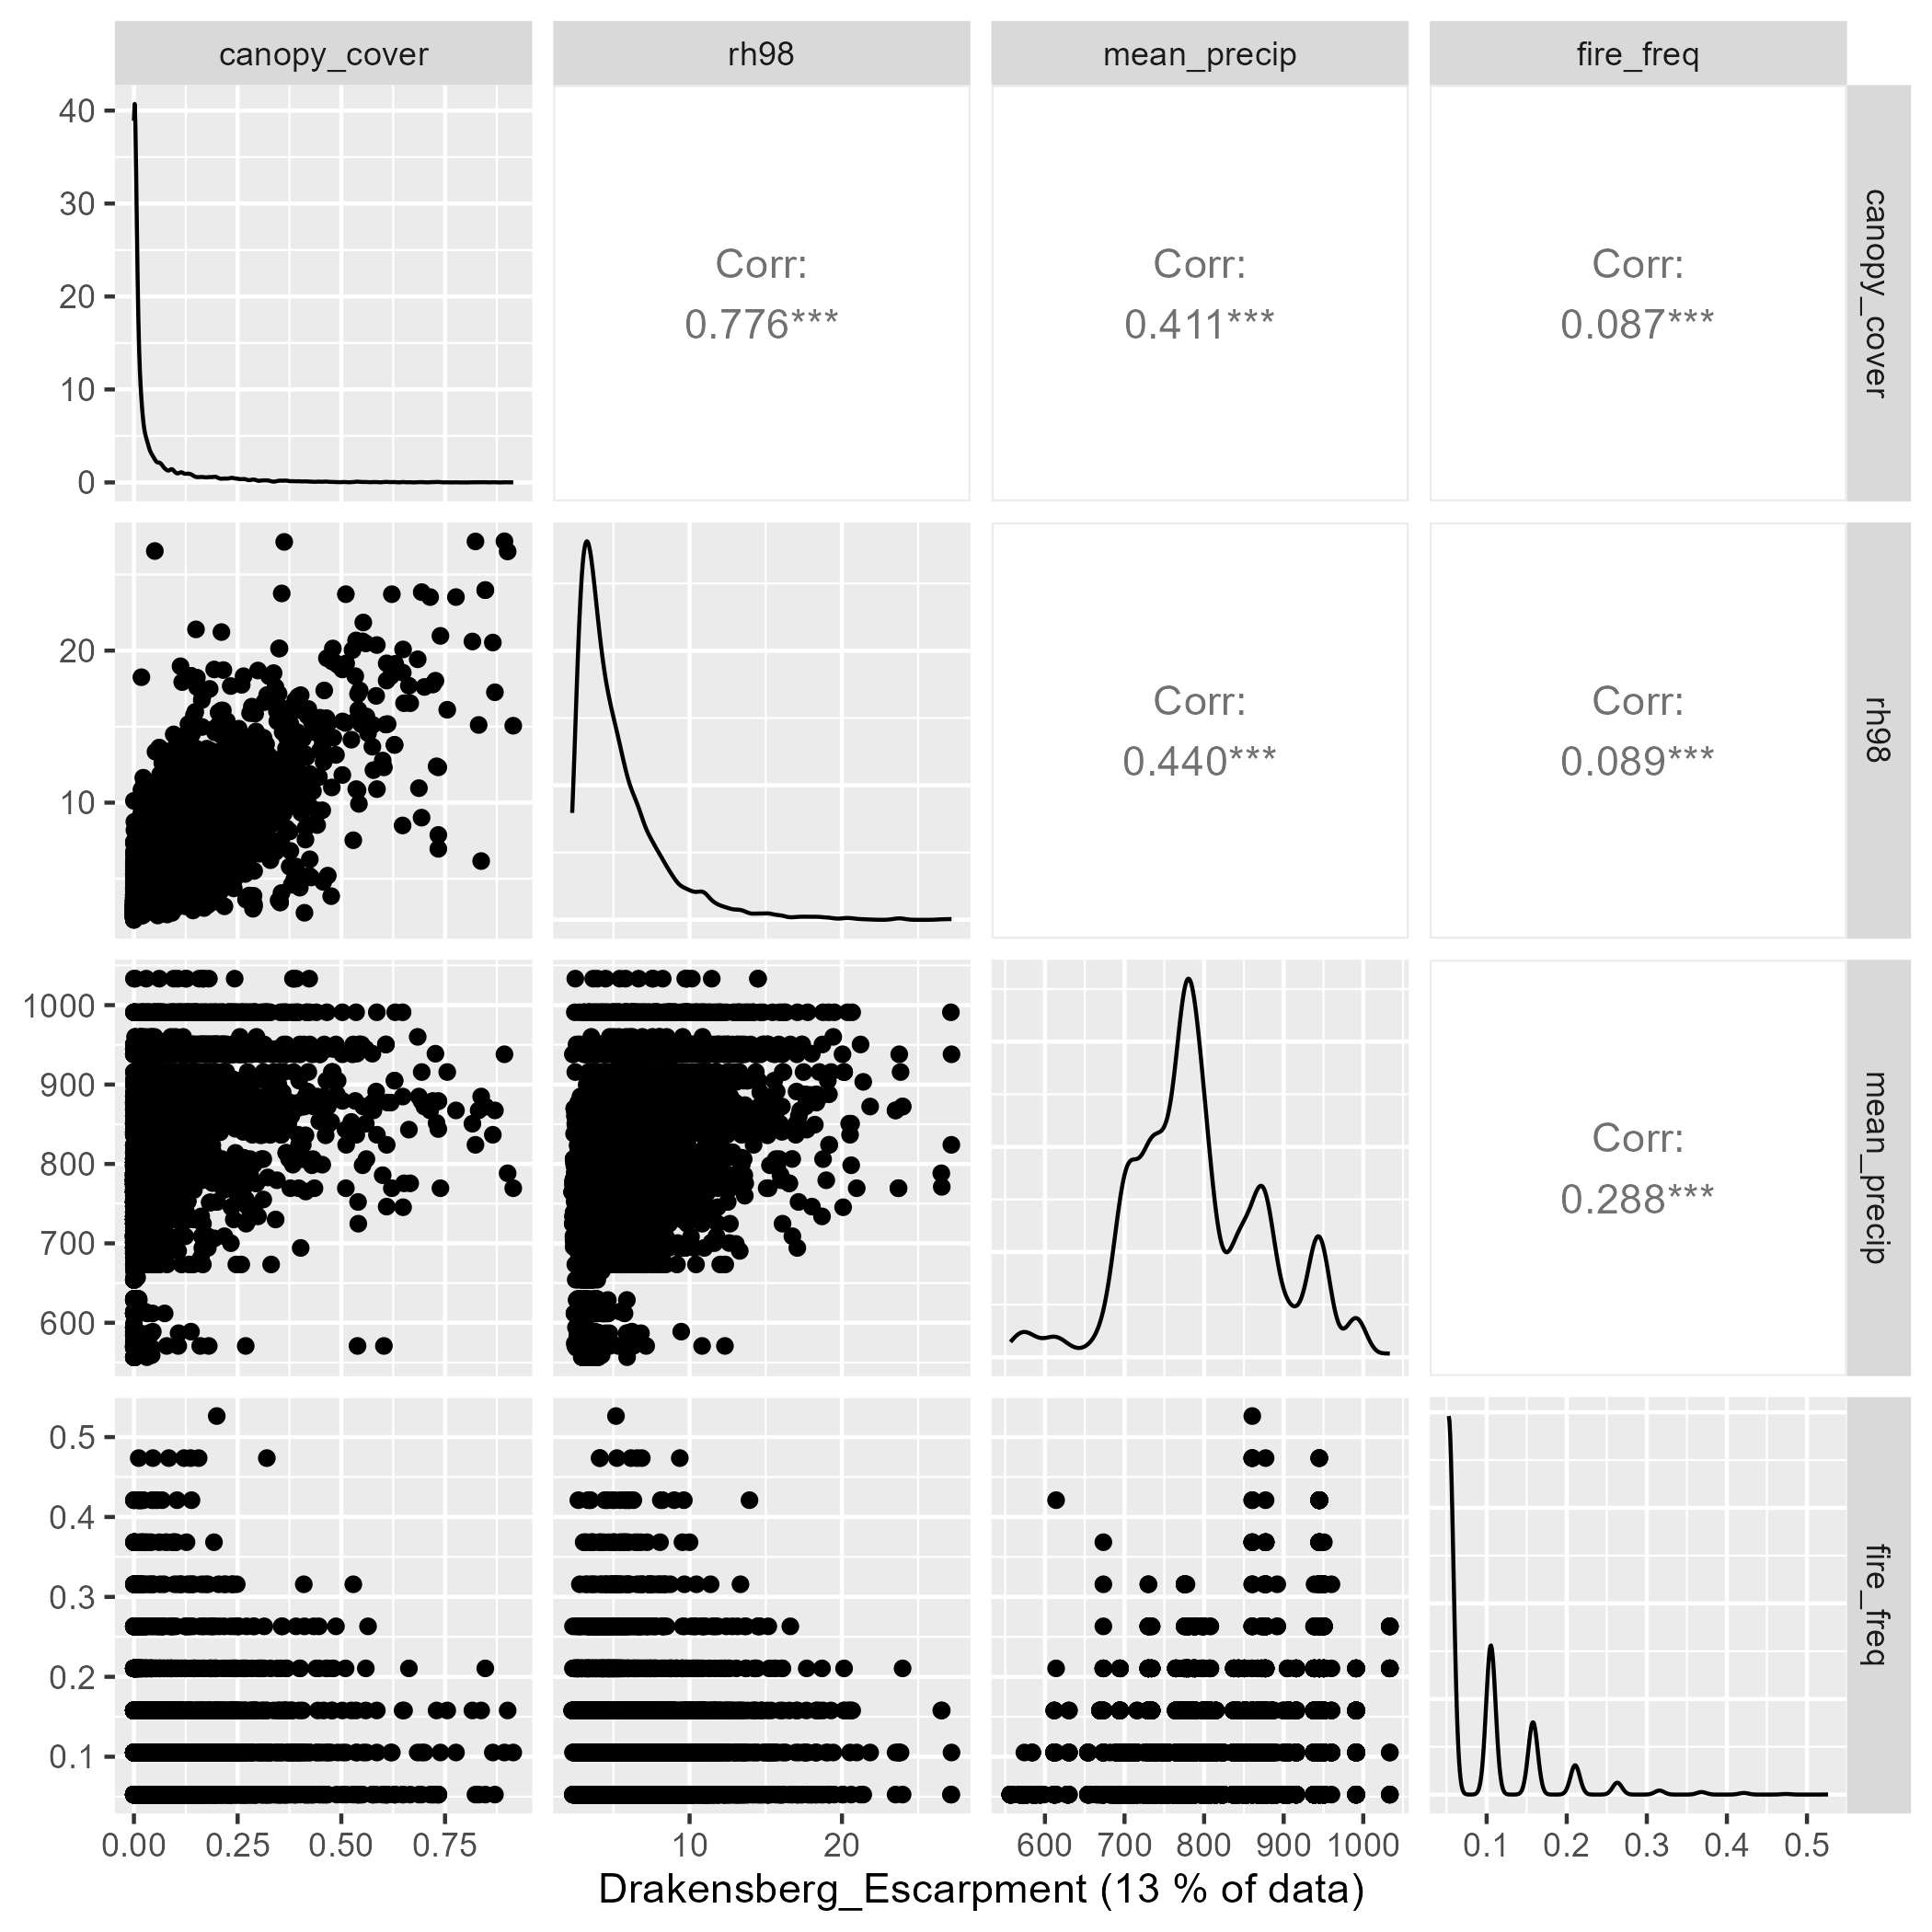 canopy_cover rh98 mean_precip fire_freq
40
30
20
10
0
Corr:
0.776***
Corr:
0.411***
Corr:
0.087***
canopy_cover
20
10
Corr:
0.440***
Corr:
0.089***
rh98
1000
900
800
700
600
Corr:
0.288***
mean_precip
0.5
0.4
0.3
0.2
0.1
fire_freq
0.00 0.25 0.50 0.75
10 20
600 700 800 900 1000
0.1 0.2 0.3 0.4 0.5
Drakensberg_Escarpment (13 % of data)